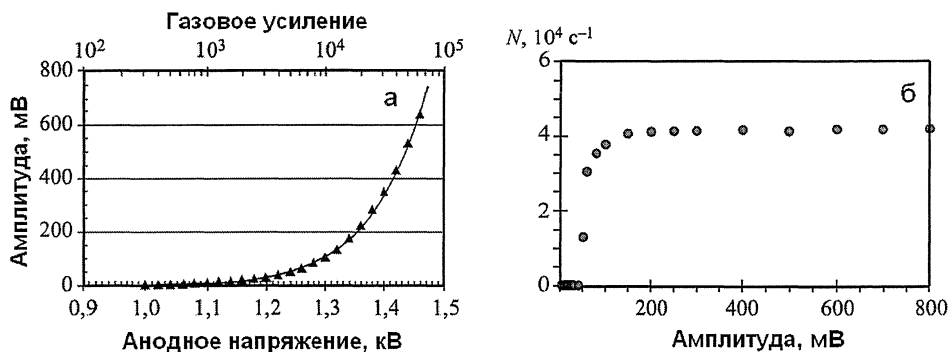 Газовое усиление
10² 10³ 10⁴ 10⁵
Амплитуда, мВ
800
600
400
200
0
а
0,9 1,0 1,1 1,2 1,3 1,4 1,5
Анодное напряжение, кВ
N, 10⁴ с⁻¹
6
4
2
0
б
200 400 600 800
Амплитуда, мВ